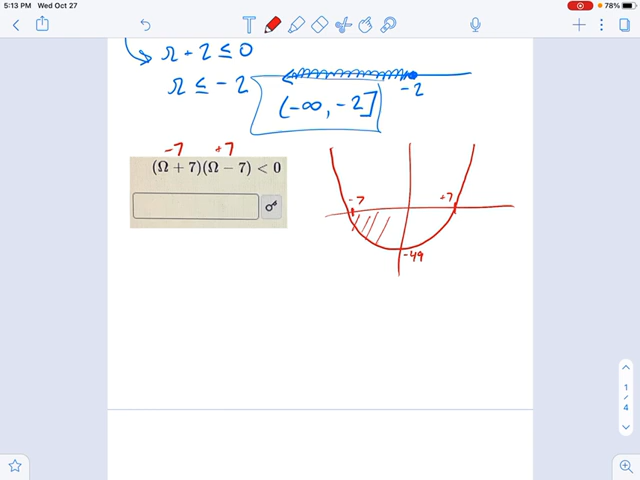 5:13 PM Wed Oct 27
78%
Ω + 2 ≤ 0
Ω ≤ -2
-2
(-∞, -2]
-7 +7
(Ω + 7)(Ω − 7) < 0
-7 +7
-49
1
/
4